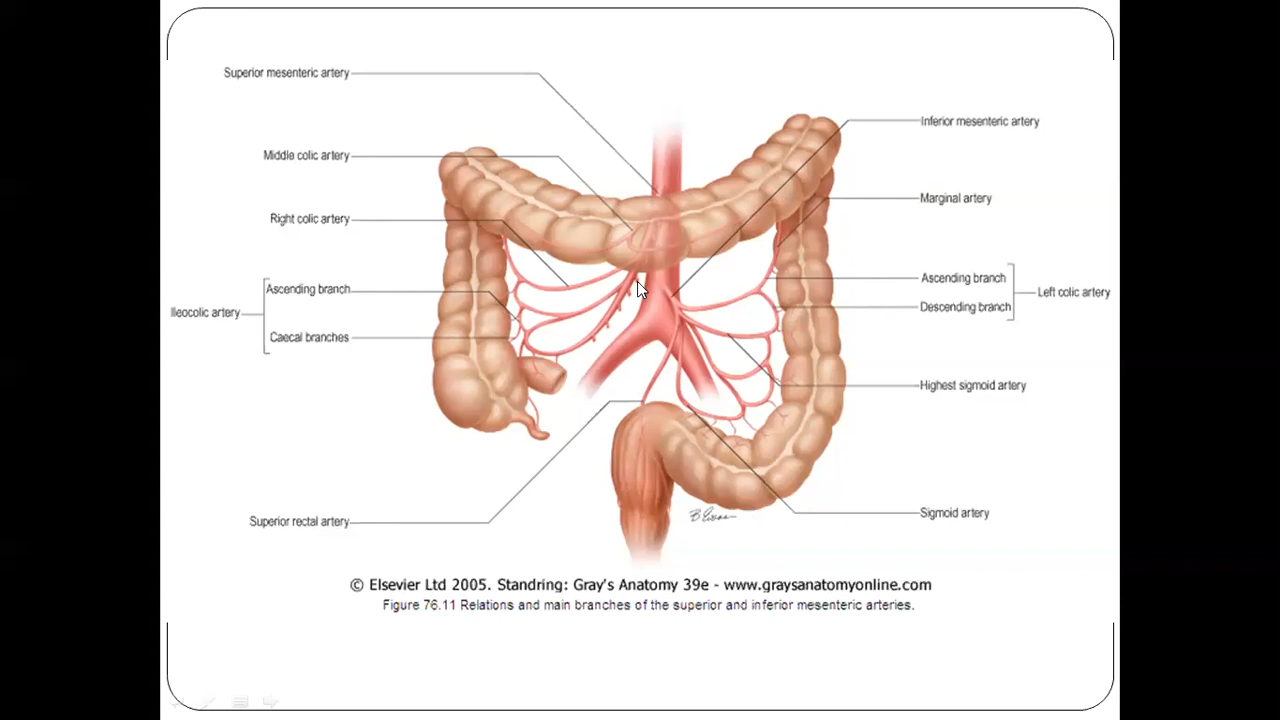 Superior mesenteric artery
Middle colic artery
Right colic artery
Ascending branch
Ileocolic artery
Caecal branches
Superior rectal artery
Inferior mesenteric artery
Marginal artery
Ascending branch
Left colic artery
Descending branch
Highest sigmoid artery
Sigmoid artery
© Elsevier Ltd 2005. Standring: Gray's Anatomy 39e - www.graysanatomyonline.com
Figure 76.11 Relations and main branches of the superior and inferior mesenteric arteries.